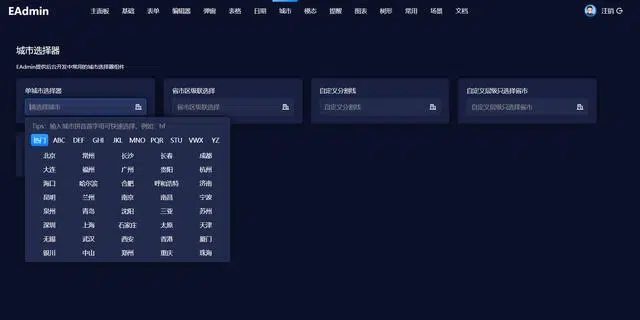 EAdmin 主面板 基础 表单 编辑器 弹窗 表格 日期 城市 模态 提醒 图表 树形 常用 场景 文档 注销
城市选择器
EAdmin提供后台开发中常用的城市选择器组件
单城市选择器 省市区级联选择 自定义分割线 自定义层级只选择省市
请选择城市 省市区选择器 自定义分割线 自定义层级只选择省市
Tips: 输入城市拼音首字母可快速选择，例如: hf
热门 ABC DEF GHI JKL MNO PQR STU VWX YZ
北京 常州 长沙 长春 成都
大连 福州 广州 贵阳 杭州
海口 哈尔滨 合肥 呼和浩特 济南
昆明 兰州 南京 南昌 宁波
泉州 青岛 沈阳 三亚 苏州
深圳 上海 石家庄 太原 天津
无锡 武汉 西安 香港 厦门
银川 中山 郑州 重庆 珠海